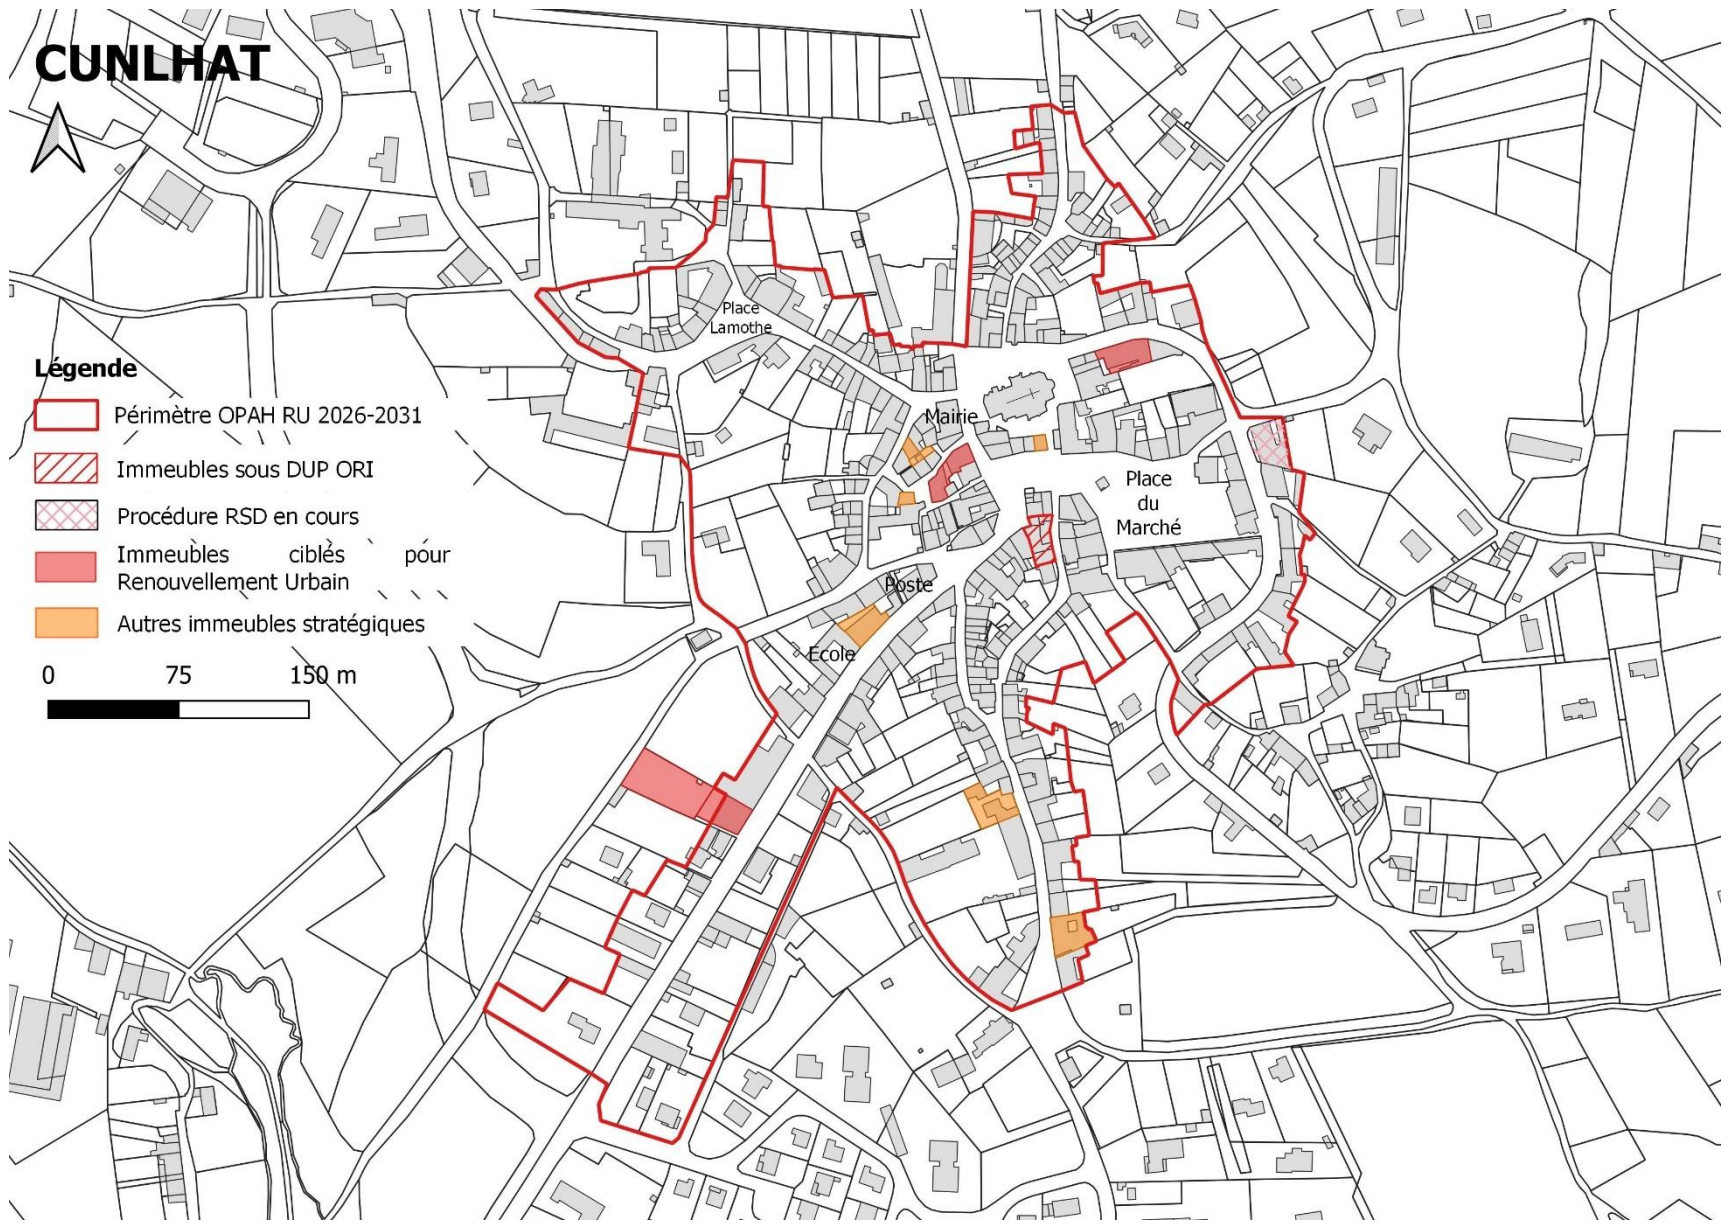 CUNLHAT
Place
Lamothe
Légende
Périmètre OPAH RU 2026-2031
Immeubles sous DUP ORI
Procédure RSD en cours
Immeubles ciblés pour
Renouvellement Urbain
Autres immeubles stratégiques
0 75 150 m
Mairie
Place
du
Marché
Poste
Ecole